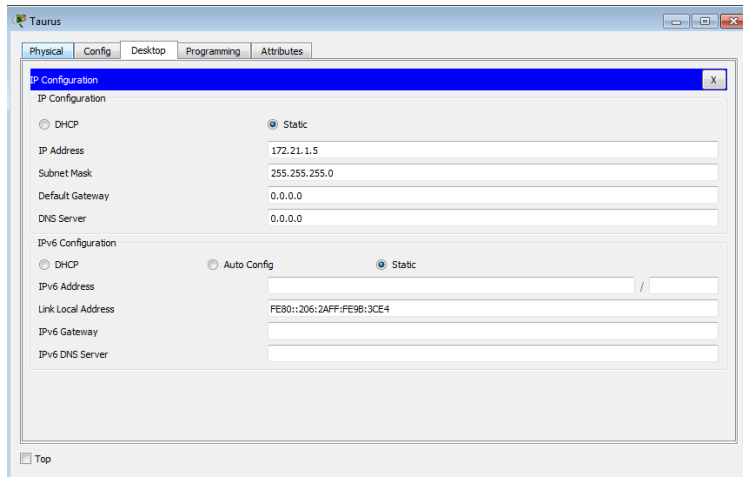 Taurus
Physical Config Desktop Programming Attributes
IP Configuration X
IP Configuration
DHCP Static
IP Address 172.21.1.5
Subnet Mask 255.255.255.0
Default Gateway 0.0.0.0
DNS Server 0.0.0.0
IPv6 Configuration
DHCP Auto Config Static
IPv6 Address /
Link Local Address FE80::206:2AFF:FE9B:3CE4
IPv6 Gateway
IPv6 DNS Server
Top